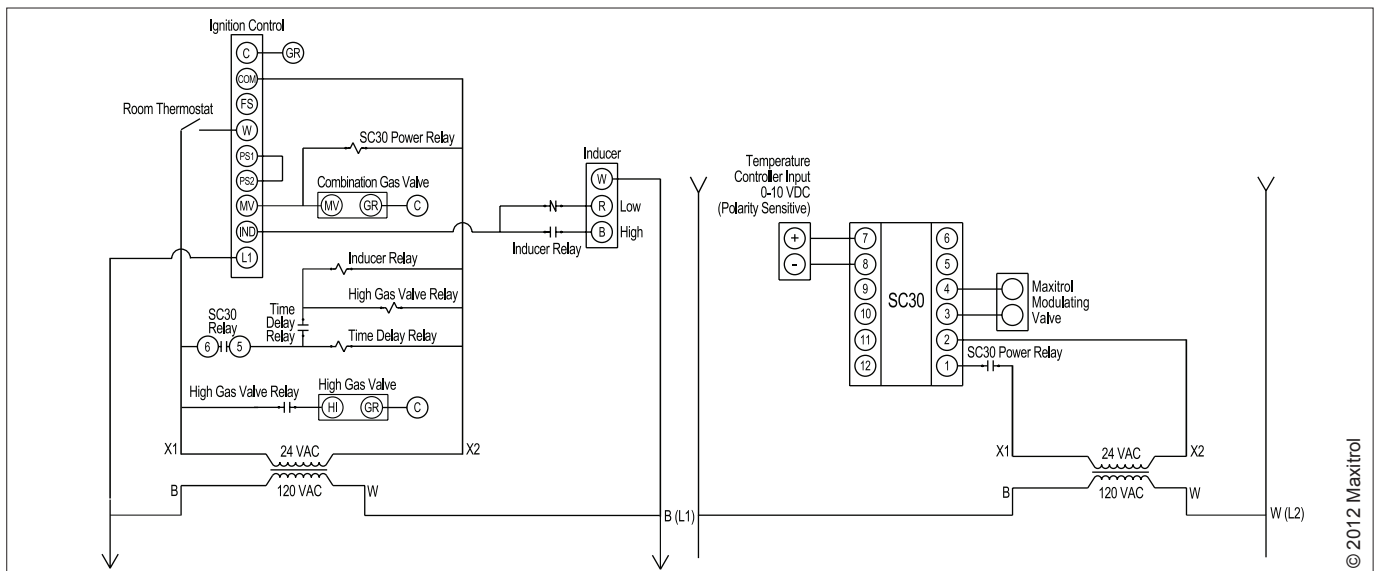 Ignition Control
C
GR
COM
FS
Room Thermostat
W
PS1
PS2
SC30 Power Relay
Combination Gas Valve
MV
MV
GR
C
IND
L1
Inducer
W
R
Low
B
High
Inducer Relay
Inducer Relay
High Gas Valve Relay
Time
Delay
Relay
SC30
Relay
6
5
Time Delay Relay
High Gas Valve Relay
High Gas Valve
HI
GR
C
X1
24 VAC
X2
B
120 VAC
W
B (L1)
Temperature
Controller Input
0-10 VDC
(Polarity Sensitive)
+
-
7
8
9
10
11
12
SC30
6
5
4
3
2
1
Maxitrol
Modulating
Valve
SC30 Power Relay
X1
24 VAC
X2
B
120 VAC
W
W (L2)
© 2012 Maxitrol